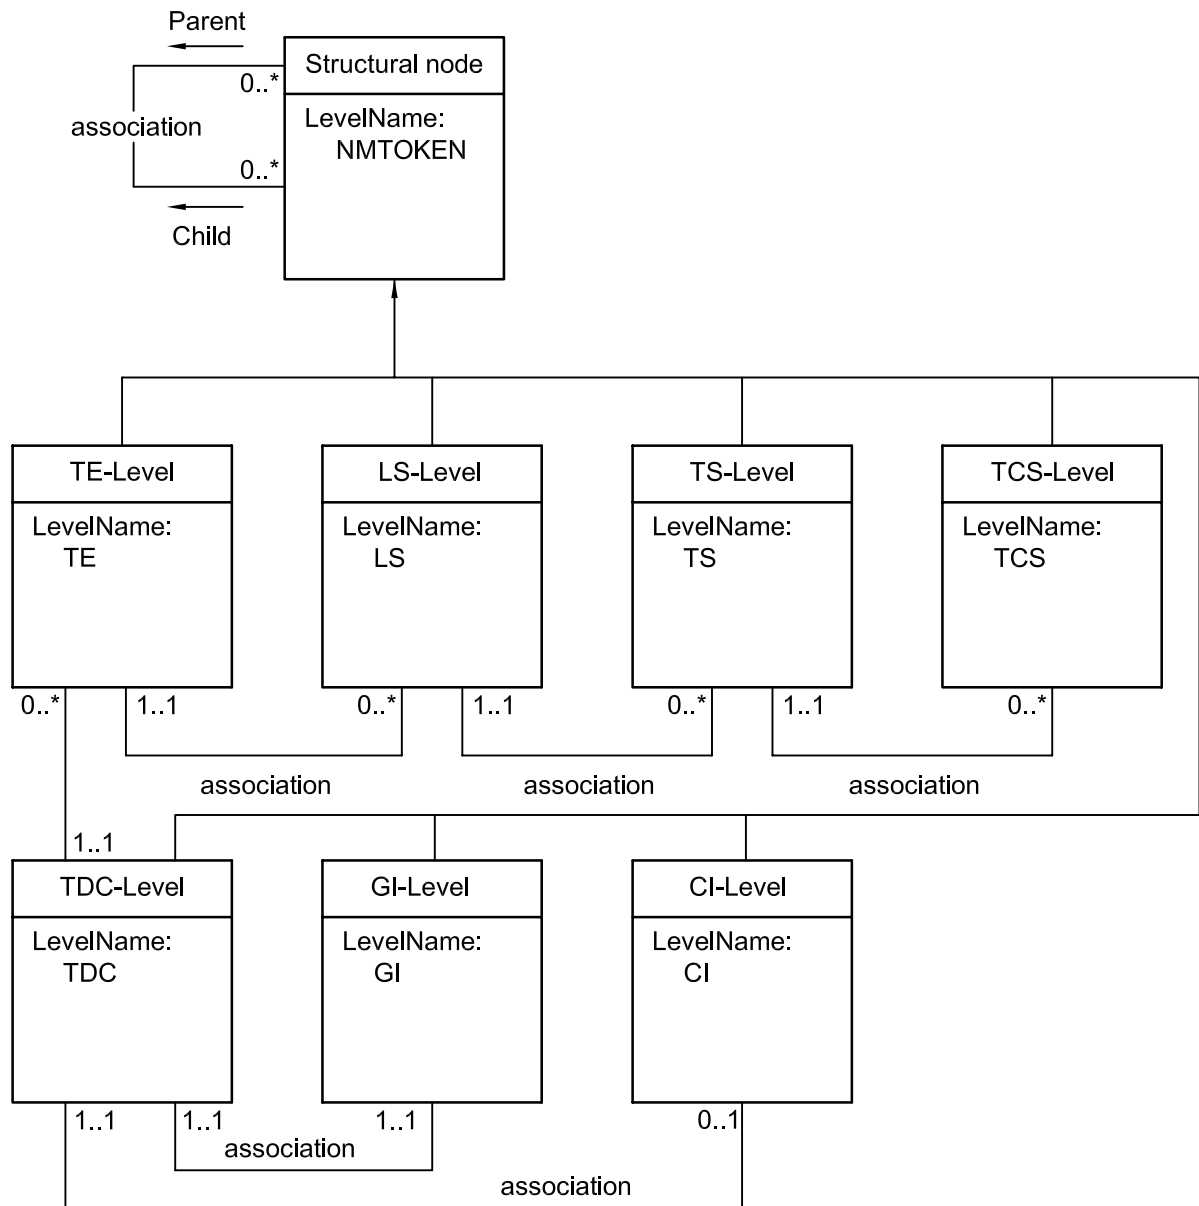 Parent
Structural node
0..*
LevelName:
NMTOKEN
association
0..*
Child
TE-Level
LS-Level
TS-Level
TCS-Level
LevelName:
TE
LevelName:
LS
LevelName:
TS
LevelName:
TCS
0..*
1..1
0..*
1..1
0..*
1..1
0..*
association
association
association
1..1
TDC-Level
GI-Level
CI-Level
LevelName:
TDC
LevelName:
GI
LevelName:
CI
1..1
1..1
1..1
0..1
association
association